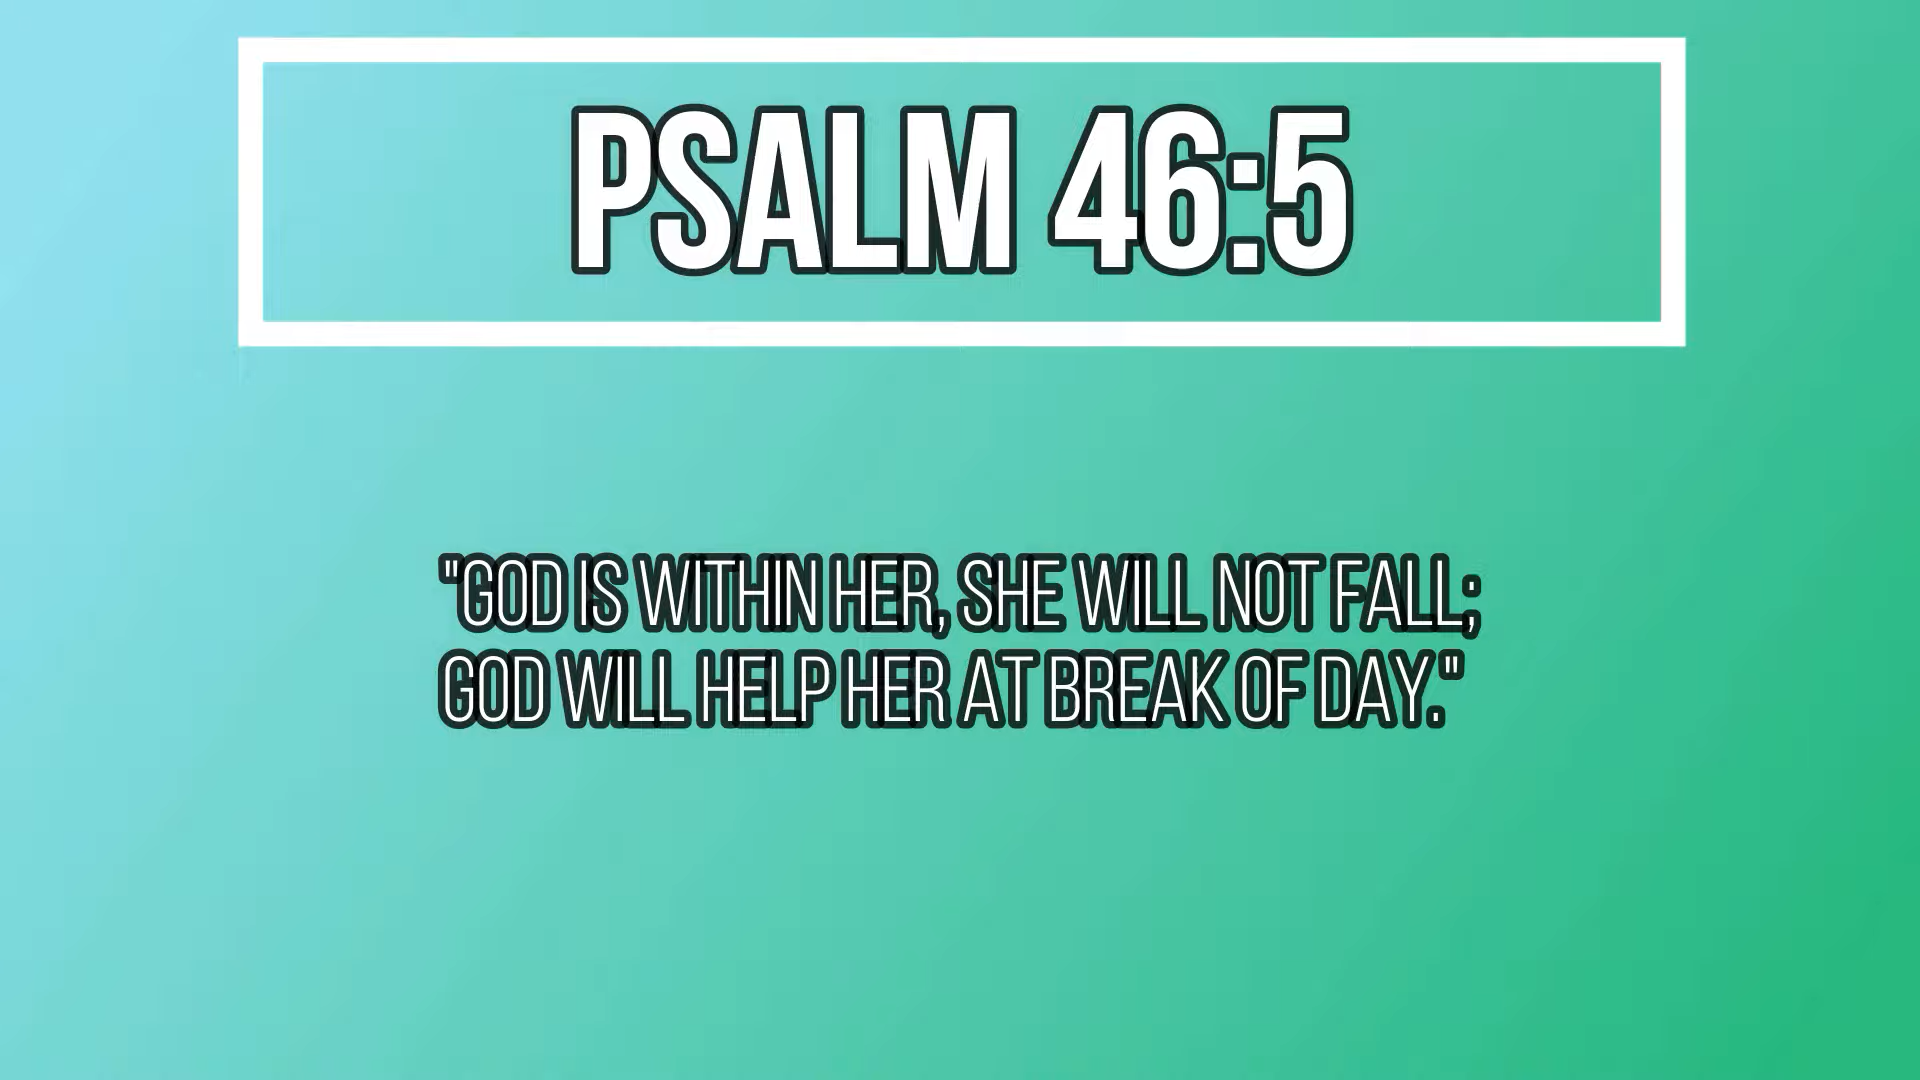 PSALM 46:5
"GOD IS WITHIN HER, SHE WILL NOT FALL;
GOD WILL HELP HER AT BREAK OF DAY."